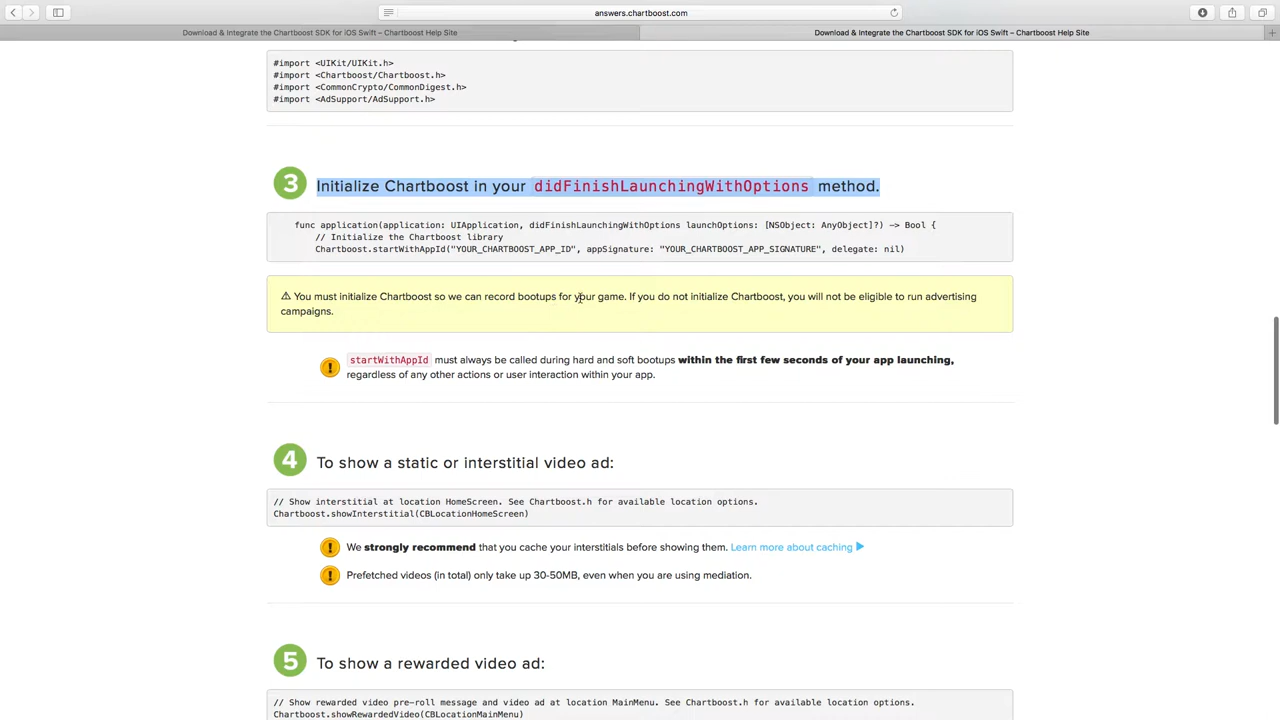 answers.chartboost.com
Download & Integrate the Chartboost SDK for iOS Swift – Chartboost Help Site
Download & Integrate the Chartboost SDK for iOS Swift – Chartboost Help Site
#import <UIKit/UIKit.h>
#import <Chartboost/Chartboost.h>
#import <CommonCrypto/CommonDigest.h>
#import <AdSupport/AdSupport.h>
3 Initialize Chartboost in your didFinishLaunchingWithOptions method.
func application(application: UIApplication, didFinishLaunchingWithOptions launchOptions: [NSObject: AnyObject]?) -> Bool {
// Initialize the Chartboost library
Chartboost.startWithAppId("YOUR_CHARTBOOST_APP_ID", appSignature: "YOUR_CHARTBOOST_APP_SIGNATURE", delegate: nil)
⚠ You must initialize Chartboost so we can record bootups for your game. If you do not initialize Chartboost, you will not be eligible to run advertising
campaigns.
! startWithAppId must always be called during hard and soft bootups within the first few seconds of your app launching,
regardless of any other actions or user interaction within your app.
4 To show a static or interstitial video ad:
// Show interstitial at location HomeScreen. See Chartboost.h for available location options.
Chartboost.showInterstitial(CBLocationHomeScreen)
! We strongly recommend that you cache your interstitials before showing them. Learn more about caching ▶
! Prefetched videos (in total) only take up 30-50MB, even when you are using mediation.
5 To show a rewarded video ad:
// Show rewarded video pre-roll message and video ad at location MainMenu. See Chartboost.h for available location options.
Chartboost.showRewardedVideo(CBLocationMainMenu)